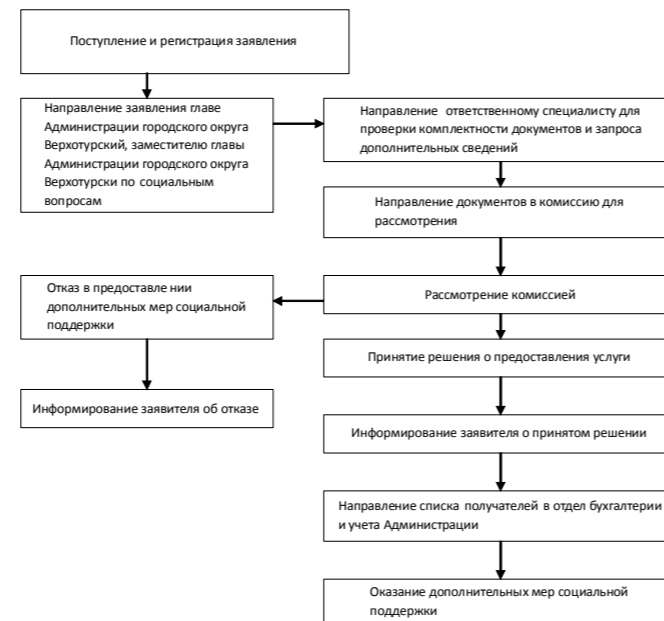 Поступление и регистрация заявления
Направление заявления главе
Администрации городского округа
Верхотурский, заместителю главы
Администрации городского округа
Верхотурски по социальным
вопросам
Направление ответственному специалисту для
проверки комплектности документов и запроса
дополнительных сведений
Направление документов в комиссию для
рассмотрения
Отказ в предоставле нии
дополнительных мер социальной
поддержки
Рассмотрение комиссией
Принятие решения о предоставления услуги
Информирование заявителя об отказе
Информирование заявителя о принятом решении
Направление списка получателей в отдел бухгалтерии
и учета Администрации
Оказание дополнительных мер социальной
поддержки